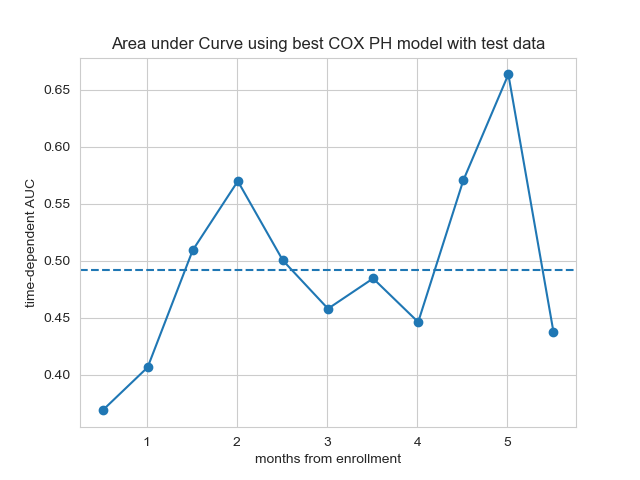 Area under Curve using best COX PH model with test data
time-dependent AUC
0.65
0.60
0.55
0.50
0.45
0.40
1 2 3 4 5
months from enrollment